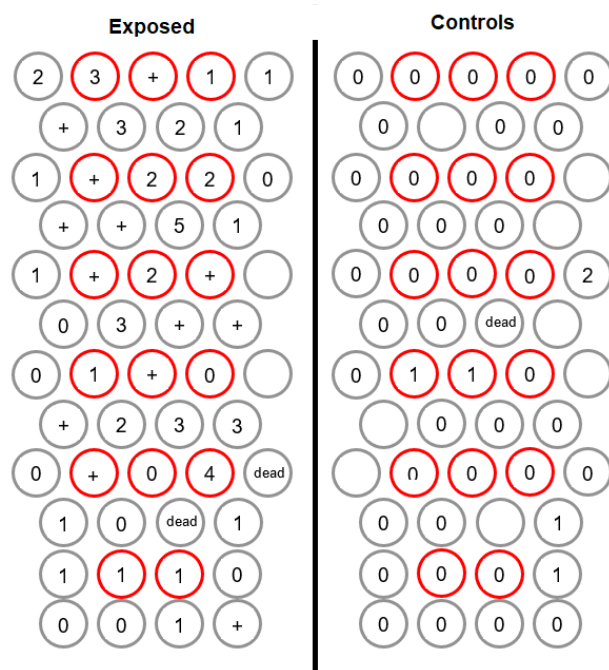 Exposed Controls
2 3 + 1 1 0 0 0 0 0
+ 3 2 1 0 0 0
1 + 2 2 0 0 0 0 0
+ + 5 1 0 0 0
1 + 2 + 0 0 0 0 2
0 3 + + 0 0 dead
0 1 + 0 0 1 1 0
+ 2 3 3 0 0 0
0 + 0 4 dead 0 0 0 0
1 0 dead 1 0 0 1
1 1 1 0 0 0 0 1
0 0 1 + 0 0 0 0